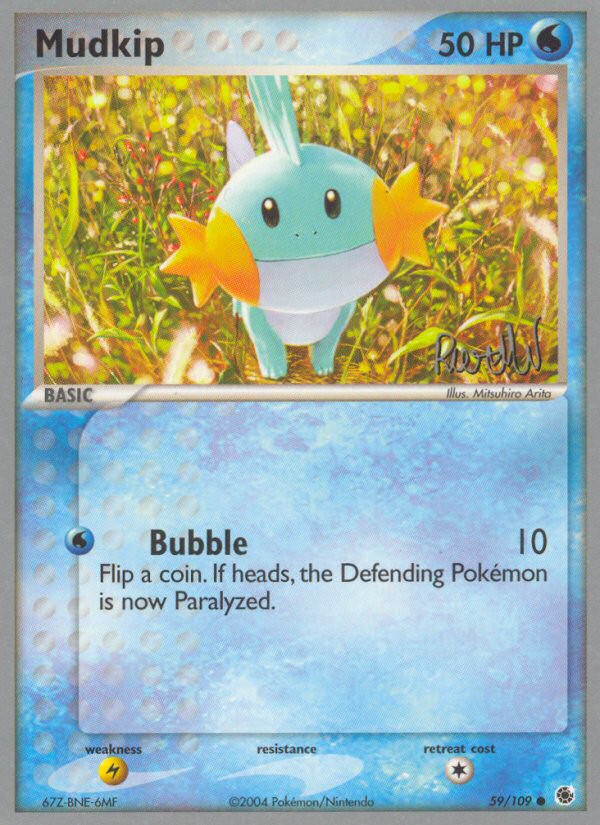 Mudkip 50 HP
BASIC
Illus. Mitsuhiro Arita
Bubble 10
Flip a coin. If heads, the Defending Pokémon
is now Paralyzed.
weakness resistance retreat cost
67Z-BNE-6MF ©2004 Pokémon/Nintendo 59/109